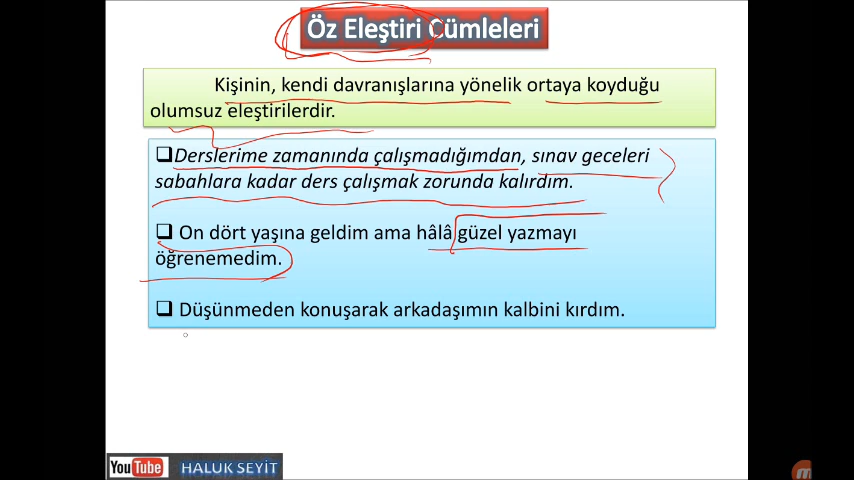 Öz Eleştiri Cümleleri
Kişinin, kendi davranışlarına yönelik ortaya koyduğu
olumsuz eleştirilerdir.
Derslerime zamanında çalışmadığımdan, sınav geceleri
sabahlara kadar ders çalışmak zorunda kalırdım.
On dört yaşına geldim ama hâlâ güzel yazmayı
öğrenemedim.
Düşünmeden konuşarak arkadaşımın kalbini kırdım.
YouTube HALUK SEYİT